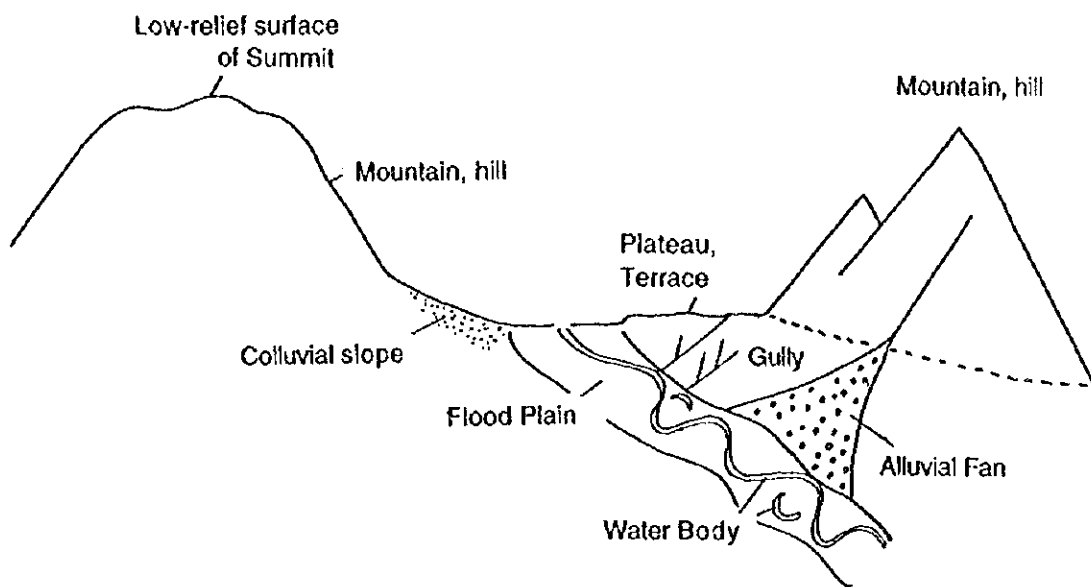 Low-relief surface
of Summit
Mountain, hill
Mountain, hill
Plateau,
Terrace
Colluvial slope
Gully
Flood Plain
Alluvial Fan
Water Body